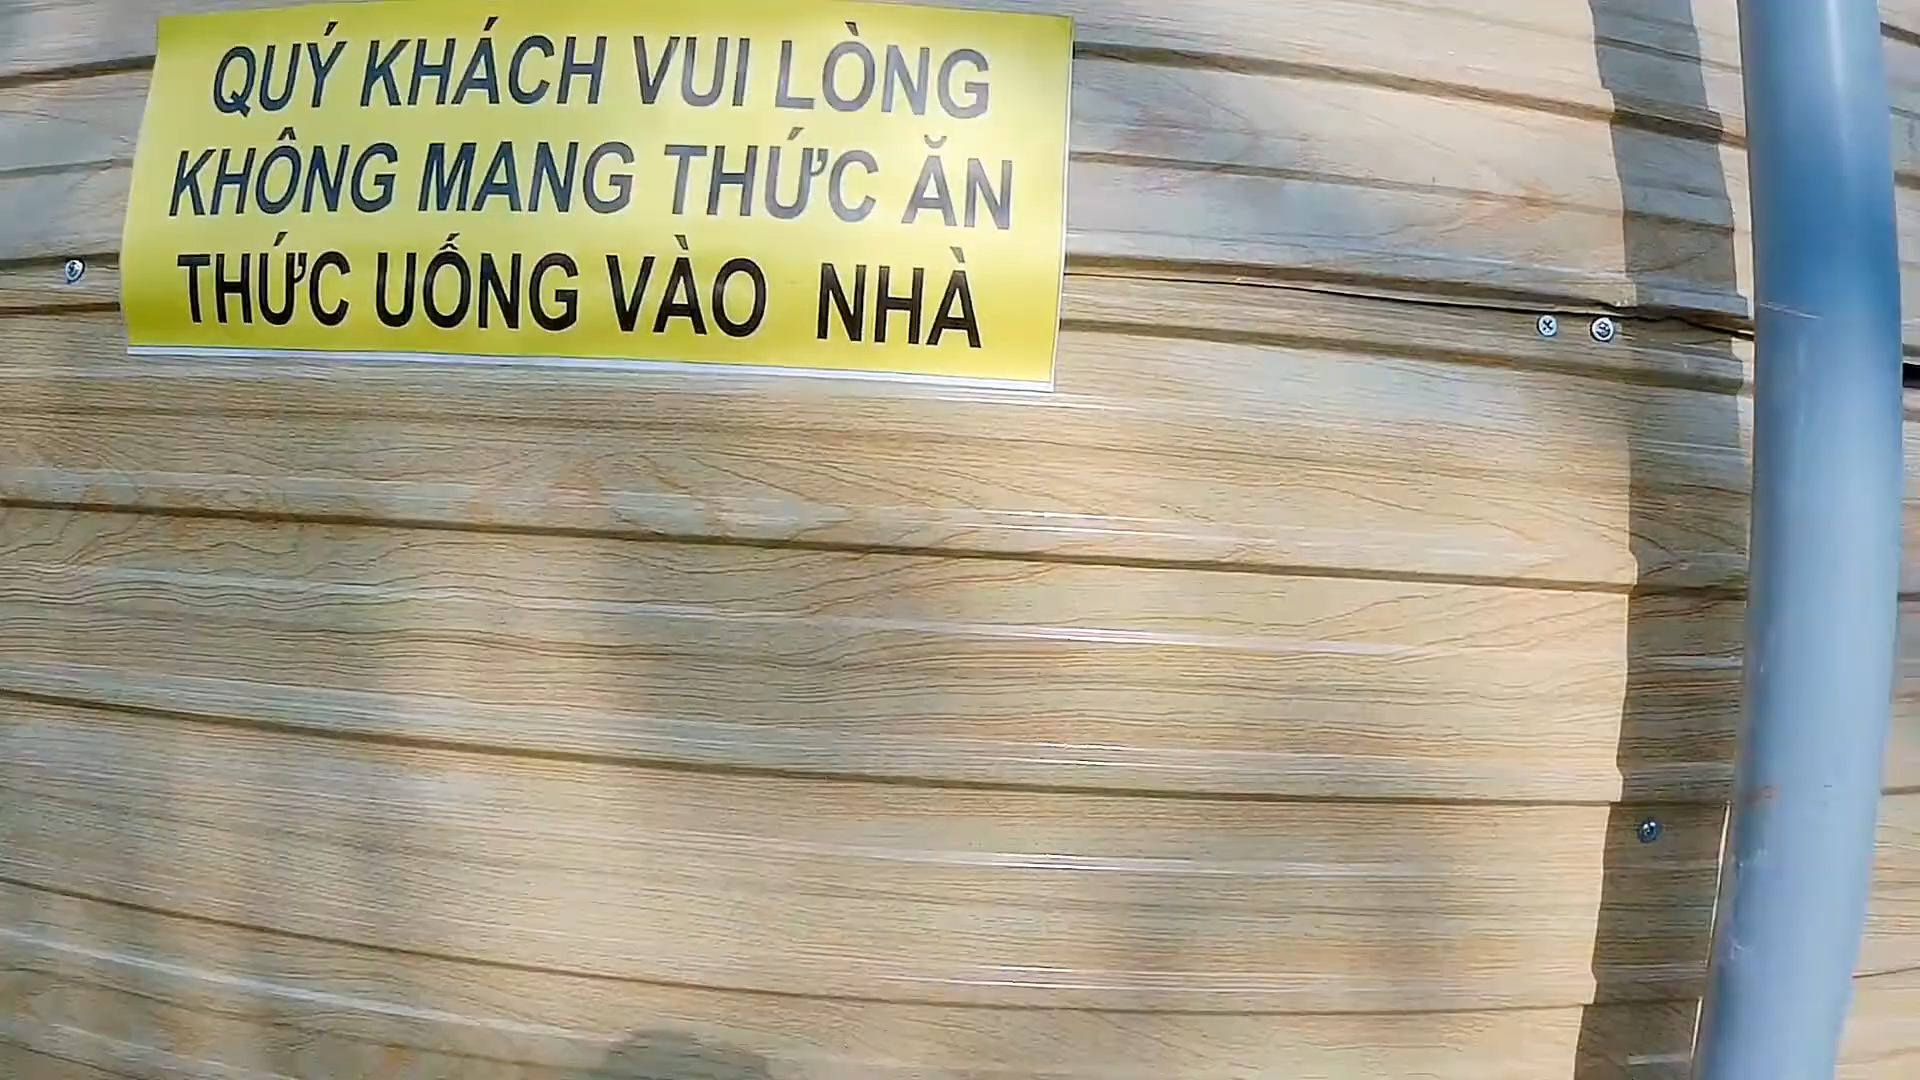 QUÝ KHÁCH VUI LÒNG
KHÔNG MANG THỨC ĂN
THỨC UỐNG VÀO NHÀ